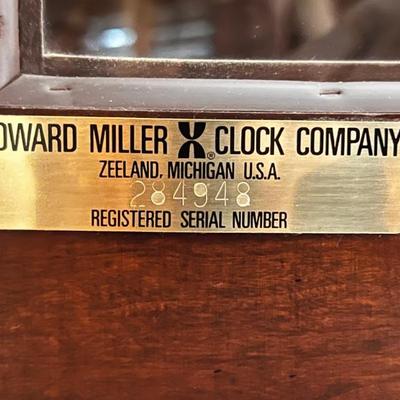 OWARD MILLER ® CLOCK COMPANY
ZEELAND, MICHIGAN U.S.A.
284948
REGISTERED SERIAL NUMBER